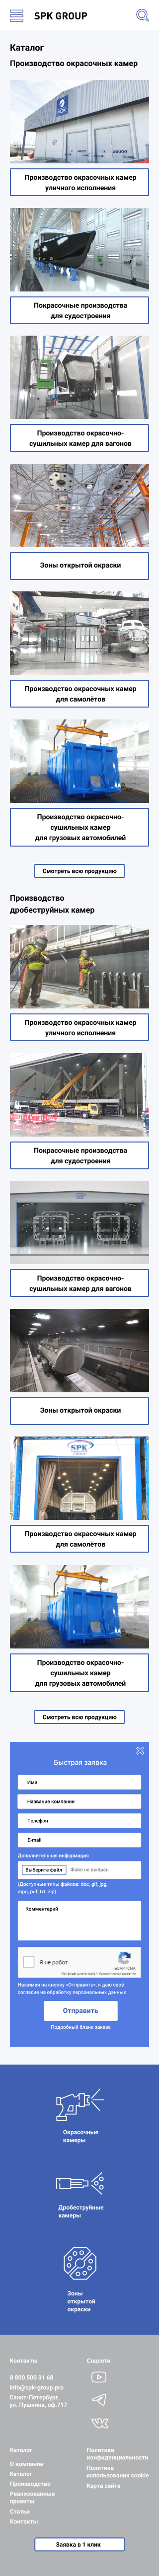 SPK GROUP
Каталог
Производство окрасочных камер
Производство окрасочных камер
уличного исполнения
Покрасочные производства
для судостроения
Производство окрасочно-
сушильных камер для вагонов
Зоны открытой окраски
Производство окрасочных камер
для самолётов
Производство окрасочно-
сушильных камер
для грузовых автомобилей
Смотреть всю продукцию
Производство
дробеструйных камер
Производство окрасочных камер
уличного исполнения
Покрасочные производства
для судостроения
Производство окрасочно-
сушильных камер для вагонов
Зоны открытой окраски
SPK
GROUP
Производство окрасочных камер
для самолётов
Производство окрасочно-
сушильных камер
для грузовых автомобилей
Смотреть всю продукцию
Быстрая заявка
Имя
Название компании
Телефон
E-mail
Дополнительная информация
Выберите файл Файл не выбран
(Доступные типы файлов: doc, gif, jpg,
mpg, pdf, txt, zip)
Комментарий
Я не робот
reCAPTCHA
Конфиденциальность - Условия использования
Нажимая на кнопку «Отправить», я даю своё
согласие на обработку персональных данных
Отправить
Подробный бланк заказа
Окрасочные
камеры
Дробеструйные
камеры
Зоны
открытой
окраски
Контакты
8 800 500 31 68
info@spk-group.pro
Санкт-Петербург,
ул. Пушкина, оф.717
Соцсети
Каталог
О компании
Каталог
Производство
Реализованные
проекты
Статьи
Контакты
Политика
конфиденциальности
Политика
использования cookie
Карта сайта
Заявка в 1 клик